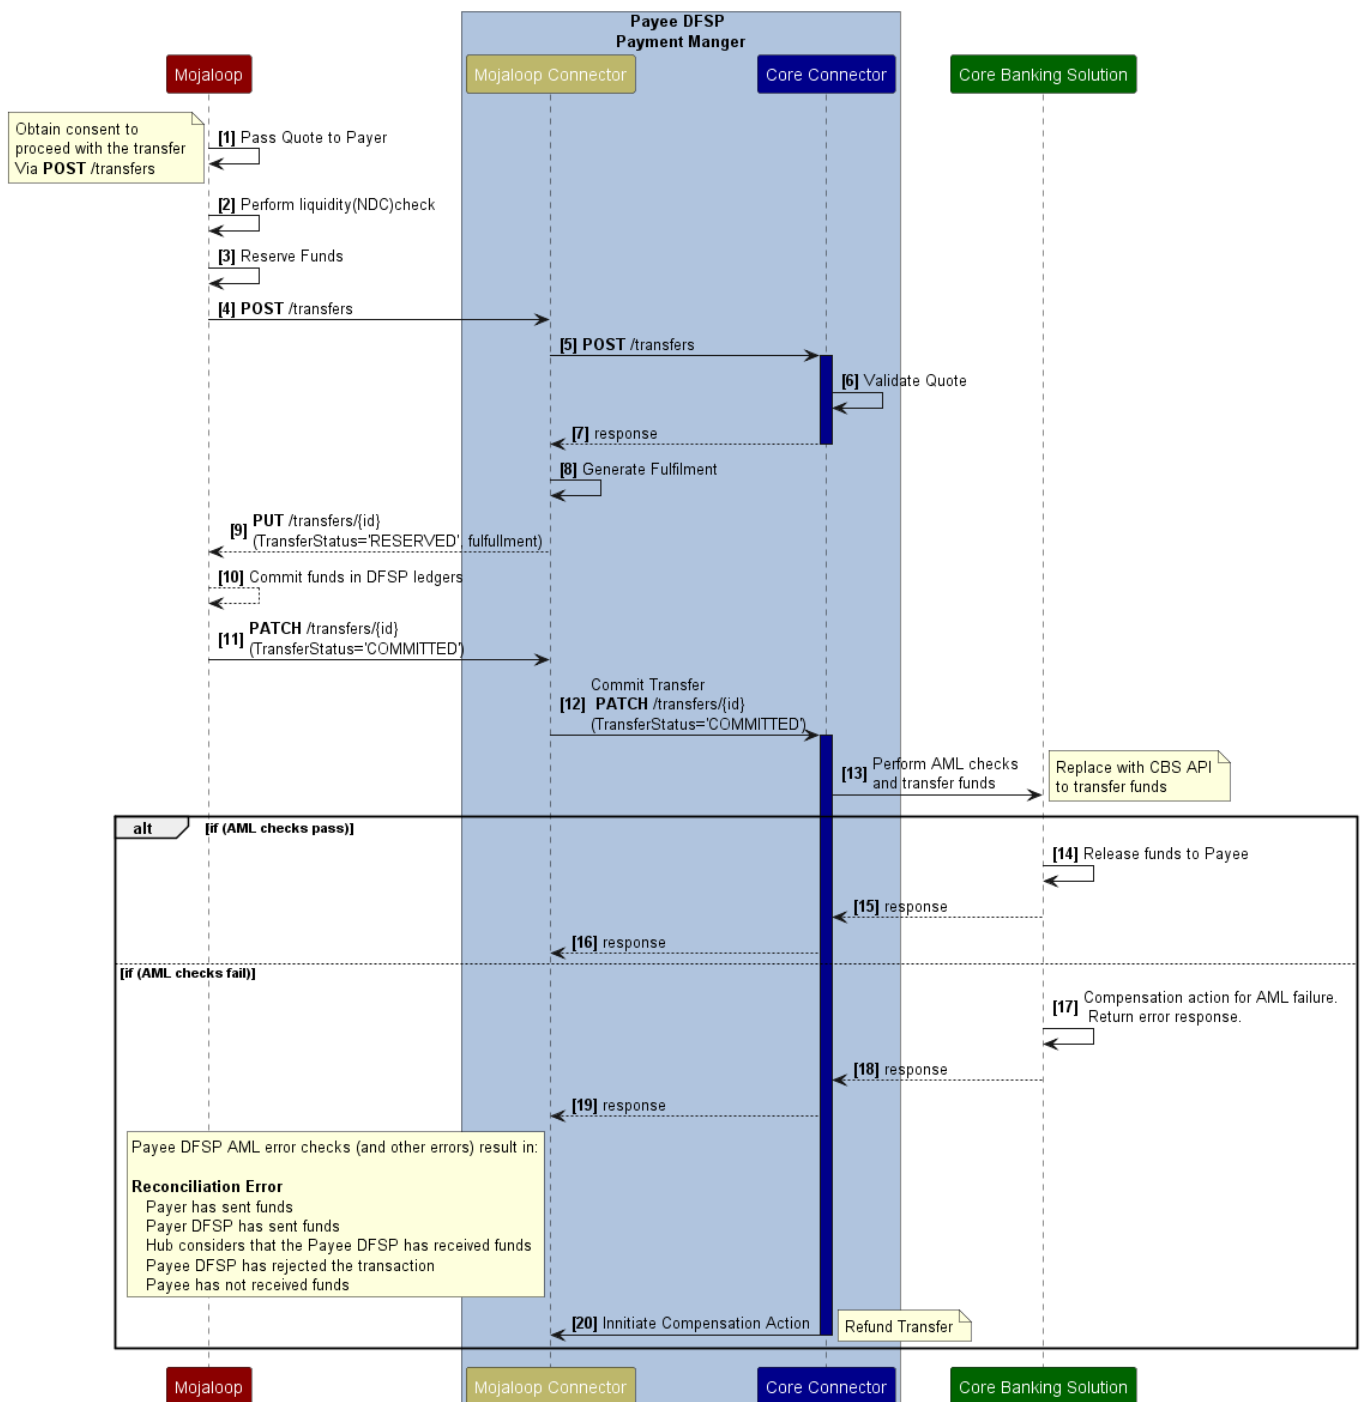 Payee DFSP
Payment Manger
Mojaloop
Mojaloop Connector
Core Connector
Core Banking Solution
Obtain consent to
proceed with the transfer
Via POST /transfers
[1] Pass Quote to Payer
[2] Perform liquidity(NDC)check
[3] Reserve Funds
[4] POST /transfers
[5] POST /transfers
[6] Validate Quote
[7] response
[8] Generate Fulfilment
[9] PUT /transfers/{id}
(TransferStatus='RESERVED', fulfullment)
[10] Commit funds in DFSP ledgers
[11] PATCH /transfers/{id}
(TransferStatus='COMMITTED')
Commit Transfer
[12] PATCH /transfers/{id}
(TransferStatus='COMMITTED')
[13] Perform AML checks
and transfer funds
Replace with CBS API
to transfer funds
alt [if (AML checks pass)]
[14] Release funds to Payee
[15] response
[16] response
[if (AML checks fail)]
[17] Compensation action for AML failure.
Return error response.
[18] response
[19] response
Payee DFSP AML error checks (and other errors) result in:
Reconciliation Error
Payer has sent funds
Payer DFSP has sent funds
Hub considers that the Payee DFSP has received funds
Payee DFSP has rejected the transaction
Payee has not received funds
[20] Innitiate Compensation Action
Refund Transfer
Mojaloop
Mojaloop Connector
Core Connector
Core Banking Solution